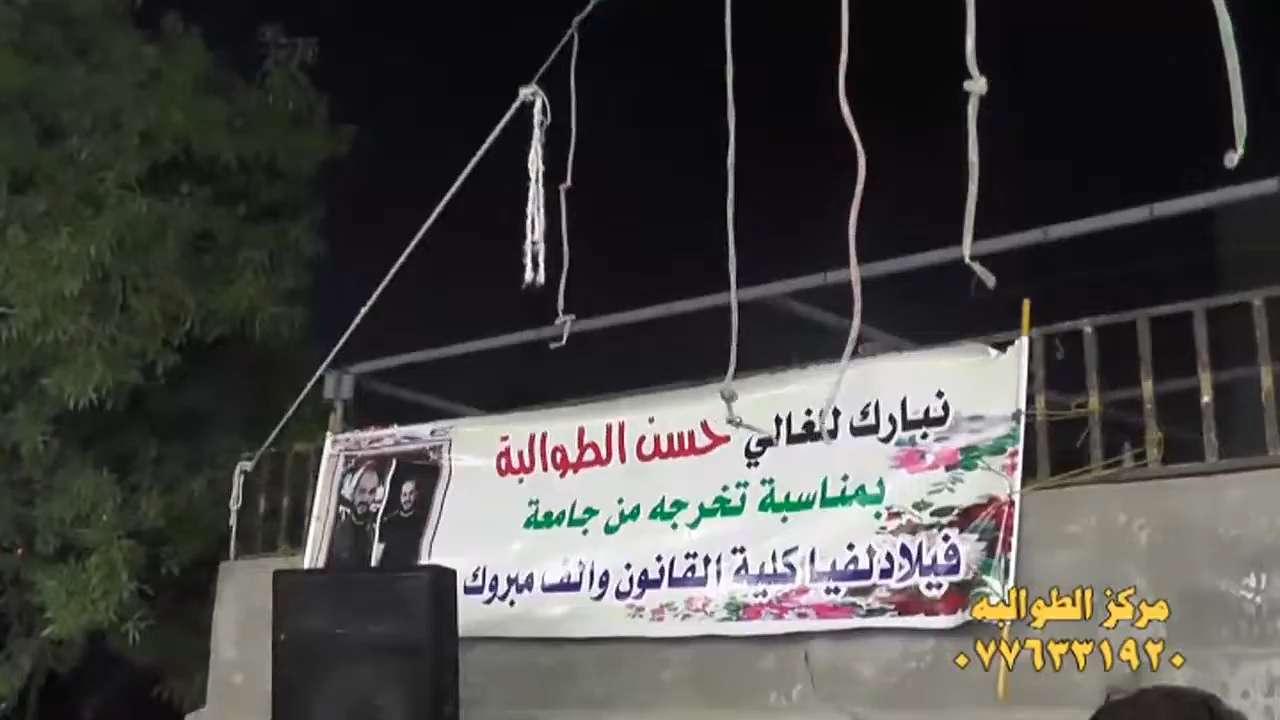 نبارك للغالي حسن الطوالبة
بمناسبة تخرجه من جامعة
فيلادلفيا كلية القانون والف مبروك
مركز الطوالبه
٠٧٧٦٣٣١٩٢٠